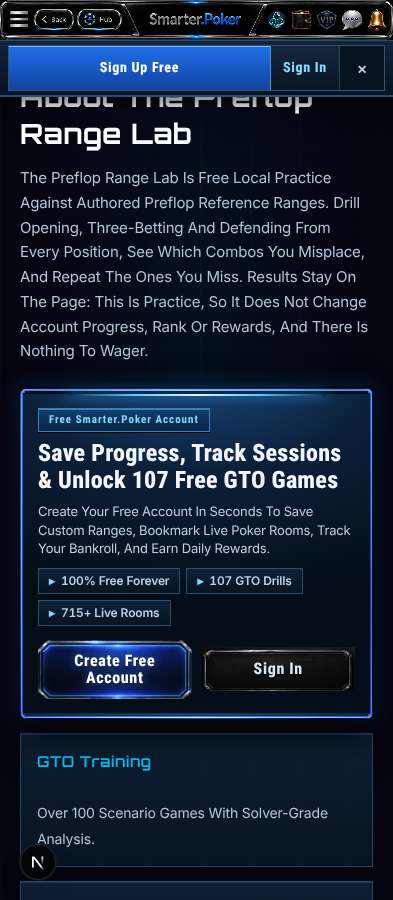 Back
Hub
Smarter.Poker
VIP
Sign Up Free
Sign In
×
About The Preflop
Range Lab
The Preflop Range Lab Is Free Local Practice
Against Authored Preflop Reference Ranges. Drill
Opening, Three-Betting And Defending From
Every Position, See Which Combos You Misplace,
And Repeat The Ones You Miss. Results Stay On
The Page: This Is Practice, So It Does Not Change
Account Progress, Rank Or Rewards, And There Is
Nothing To Wager.
Free Smarter.Poker Account
Save Progress, Track Sessions
& Unlock 107 Free GTO Games
Create Your Free Account In Seconds To Save
Custom Ranges, Bookmark Live Poker Rooms, Track
Your Bankroll, And Earn Daily Rewards.
► 100% Free Forever
► 107 GTO Drills
► 715+ Live Rooms
Create Free
Account
Sign In
GTO Training
Over 100 Scenario Games With Solver-Grade
Analysis.
N